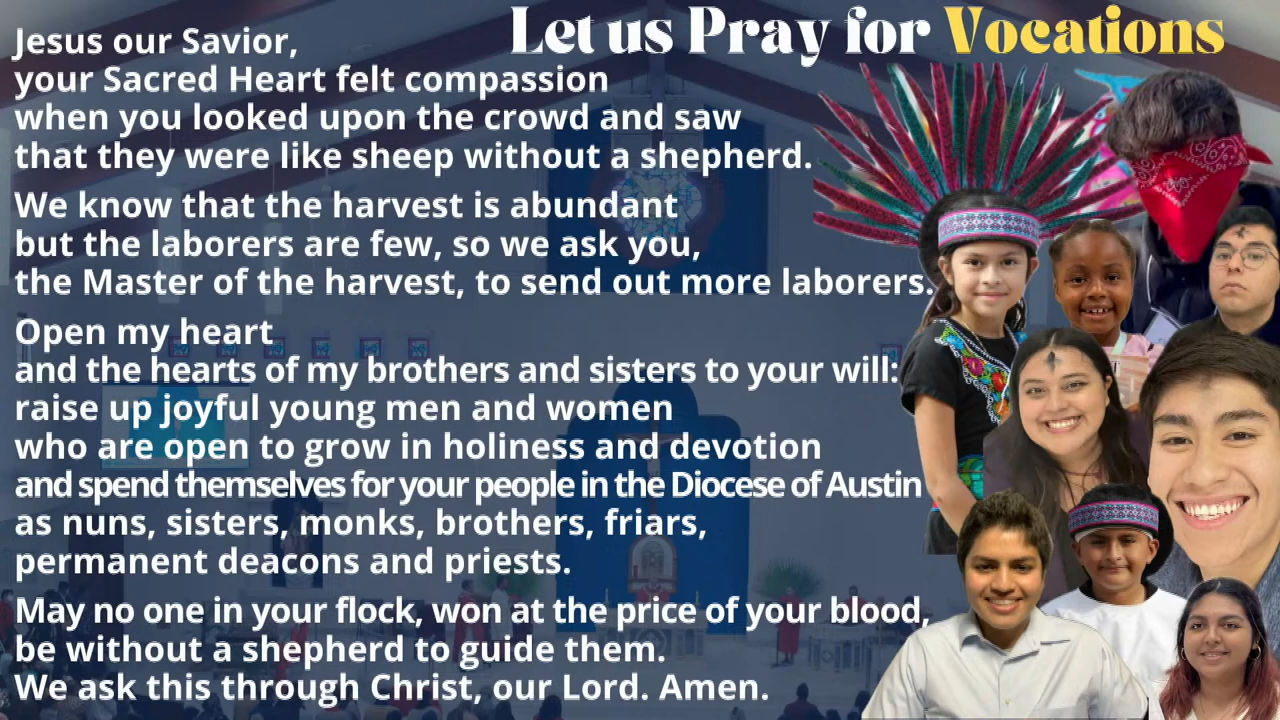 Let us Pray for Vocations
Jesus our Savior,
your Sacred Heart felt compassion
when you looked upon the crowd and saw
that they were like sheep without a shepherd.
We know that the harvest is abundant
but the laborers are few, so we ask you,
the Master of the harvest, to send out more laborers.
Open my heart
and the hearts of my brothers and sisters to your will:
raise up joyful young men and women
who are open to grow in holiness and devotion
and spend themselves for your people in the Diocese of Austin
as nuns, sisters, monks, brothers, friars,
permanent deacons and priests.
May no one in your flock, won at the price of your blood,
be without a shepherd to guide them.
We ask this through Christ, our Lord. Amen.